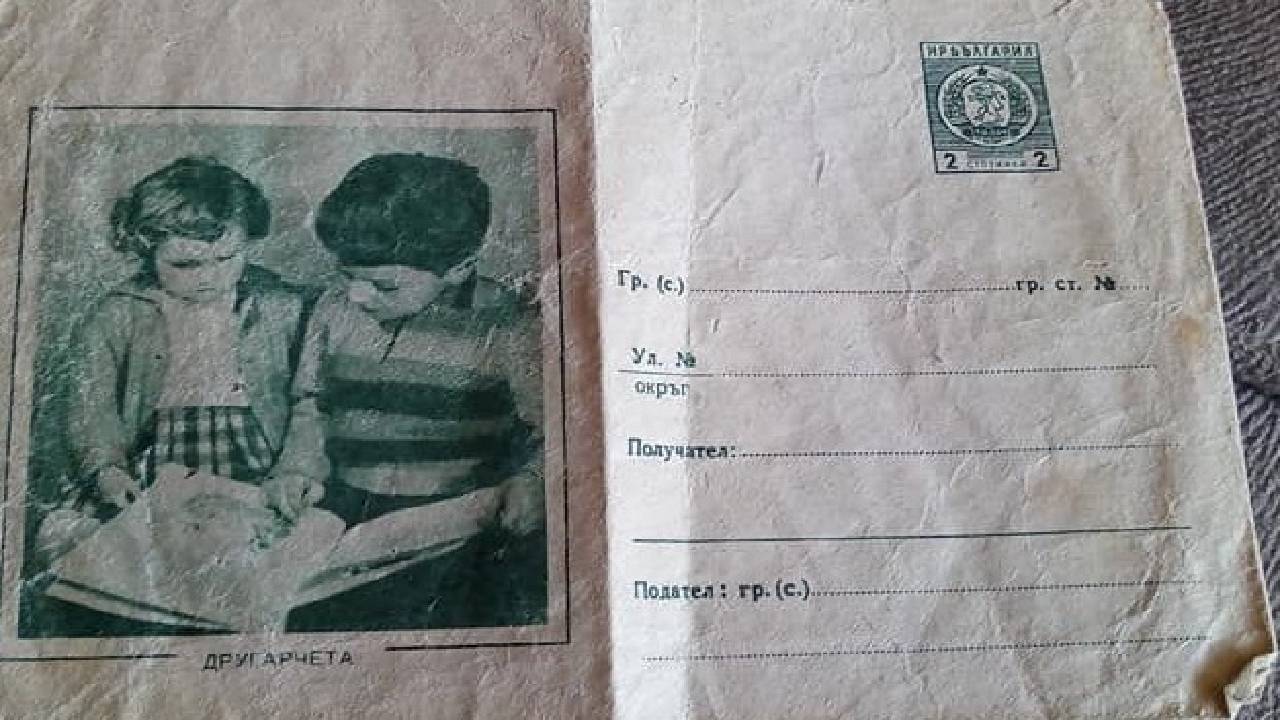 НР БЪЛГАРИЯ
2 СТОТИНКИ 2
Гр. (с.) гр. ст. №
Ул. №
окръг
Получател:
Подател: гр. (с.)
ДРУГАРЧЕТА